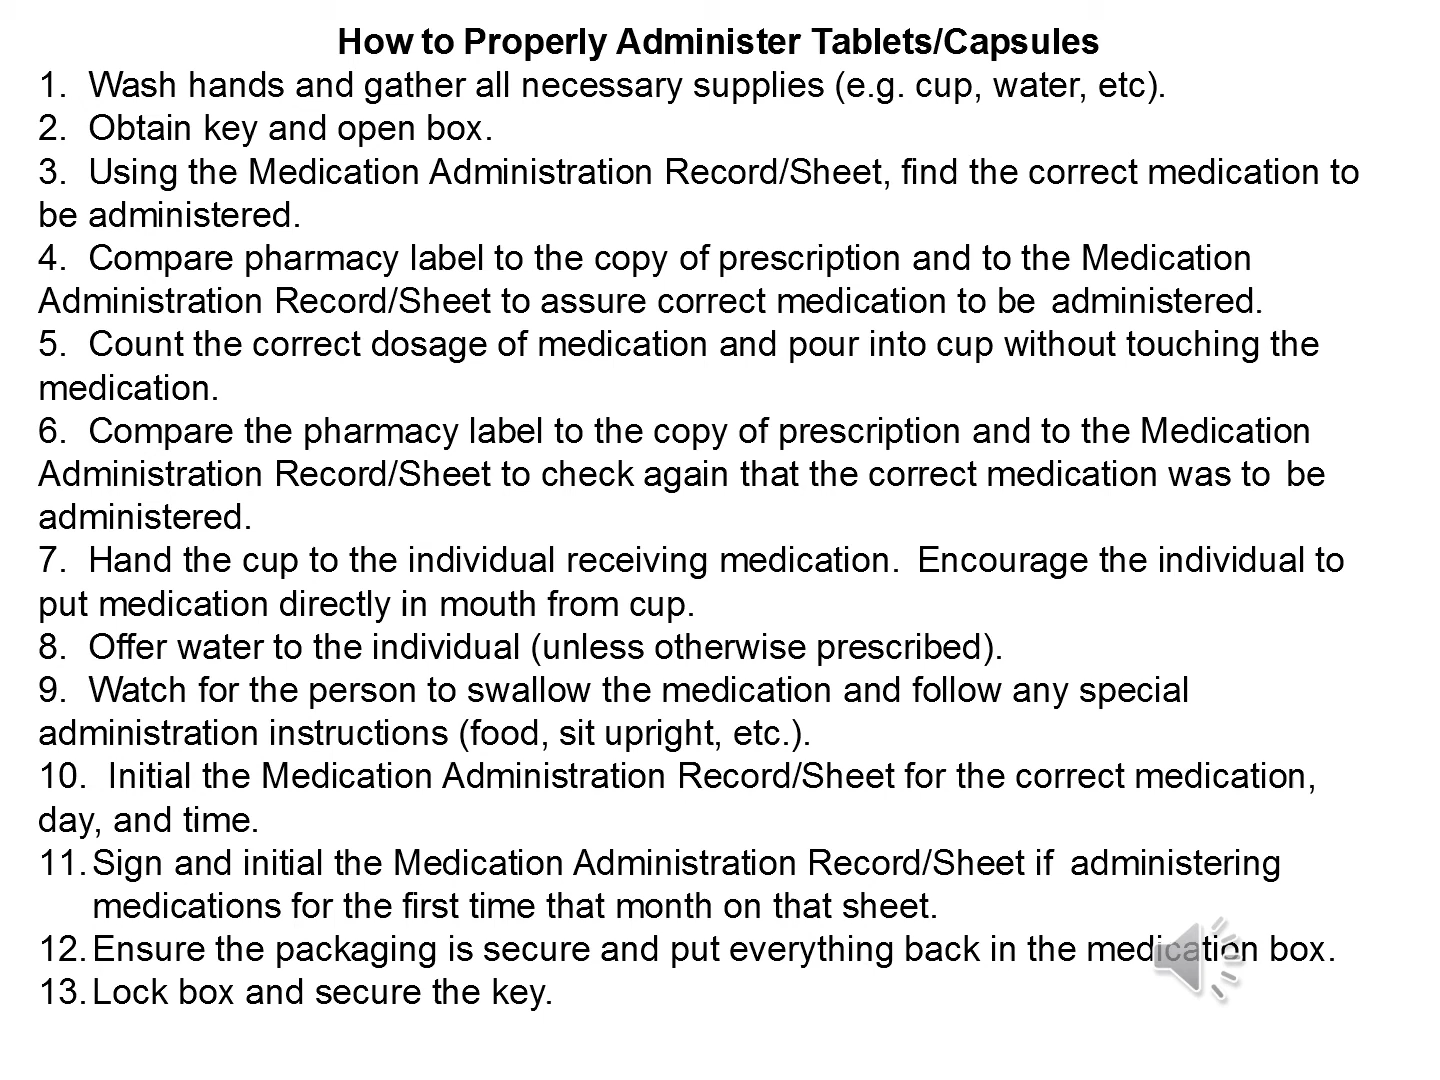 How to Properly Administer Tablets/Capsules
1. Wash hands and gather all necessary supplies (e.g. cup, water, etc).
2. Obtain key and open box.
3. Using the Medication Administration Record/Sheet, find the correct medication to
be administered.
4. Compare pharmacy label to the copy of prescription and to the Medication
Administration Record/Sheet to assure correct medication to be administered.
5. Count the correct dosage of medication and pour into cup without touching the
medication.
6. Compare the pharmacy label to the copy of prescription and to the Medication
Administration Record/Sheet to check again that the correct medication was to be
administered.
7. Hand the cup to the individual receiving medication. Encourage the individual to
put medication directly in mouth from cup.
8. Offer water to the individual (unless otherwise prescribed).
9. Watch for the person to swallow the medication and follow any special
administration instructions (food, sit upright, etc.).
10. Initial the Medication Administration Record/Sheet for the correct medication,
day, and time.
11. Sign and initial the Medication Administration Record/Sheet if administering
medications for the first time that month on that sheet.
12. Ensure the packaging is secure and put everything back in the medication box.
13. Lock box and secure the key.